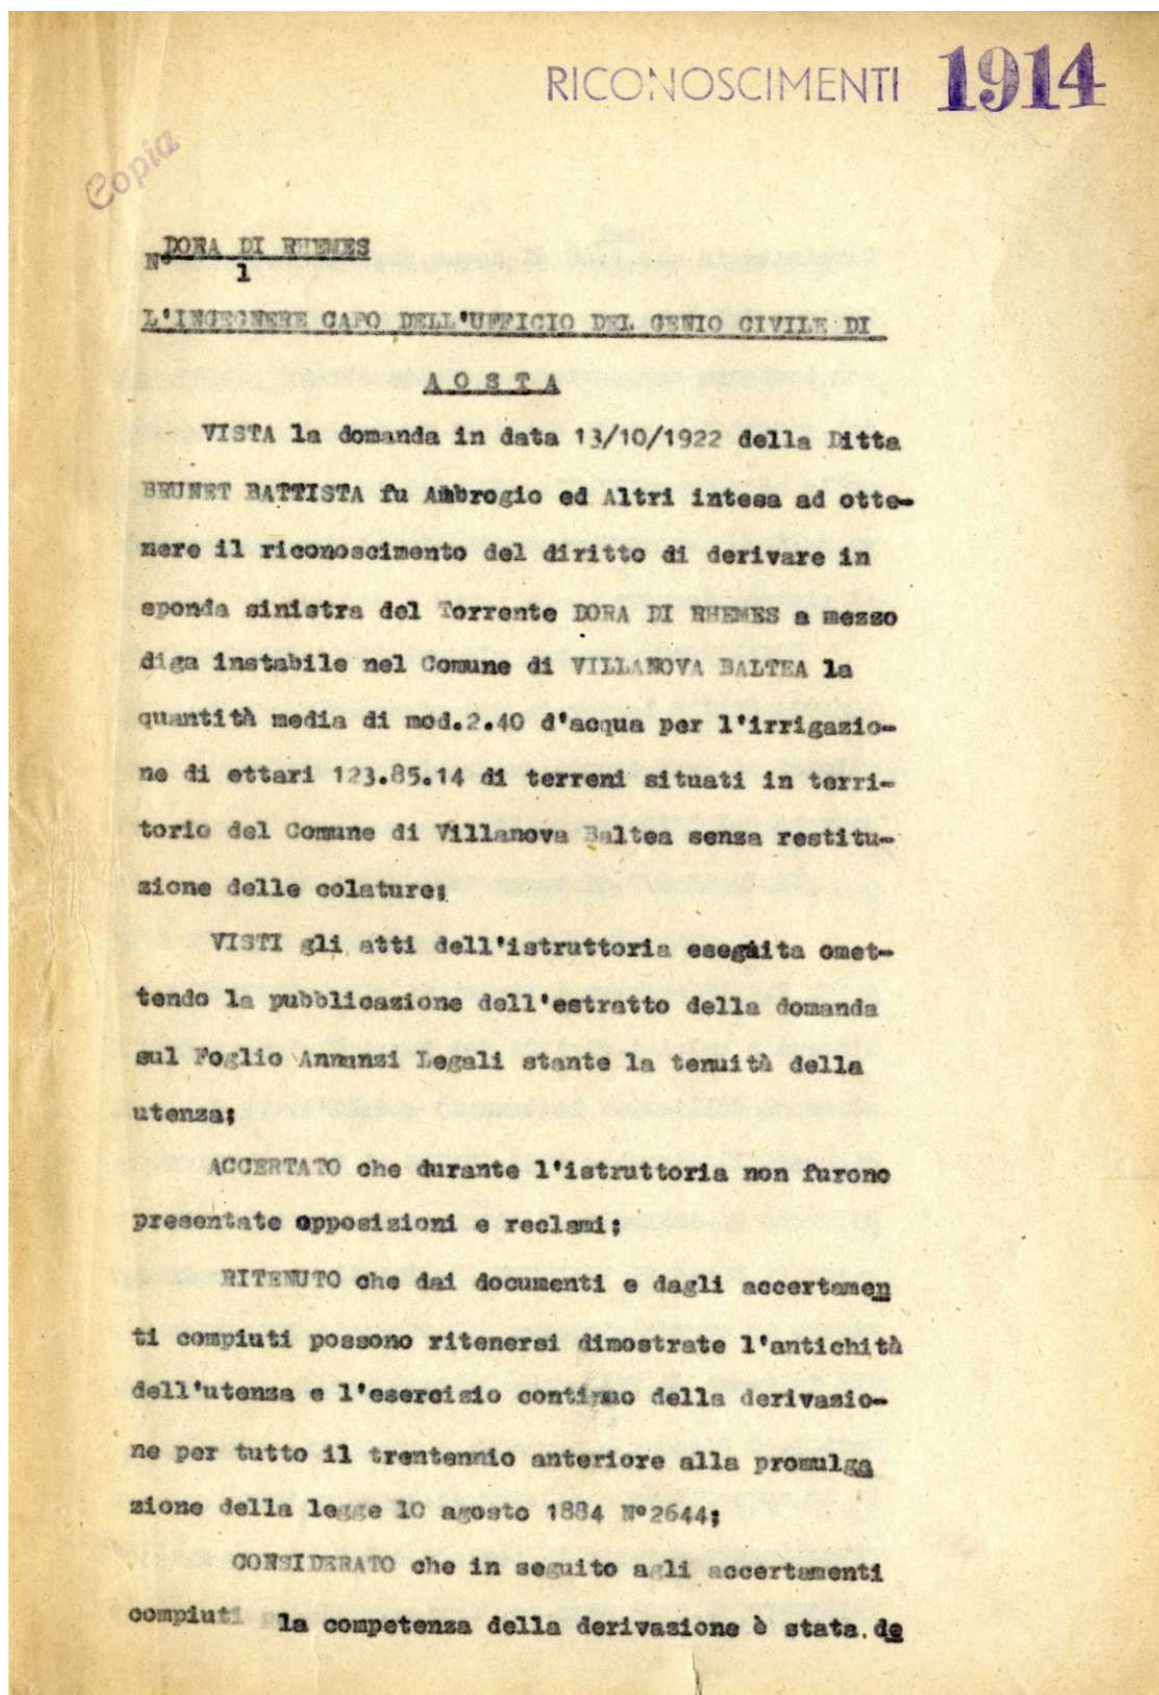 RICONOSCIMENTI 1914
Copia
DORA DI RHEMES
N° 1
L'INGEGNERE CAPO DELL'UFFICIO DEL GENIO CIVILE DI
AOSTA
VISTA la domanda in data 13/10/1922 della Ditta
BRUNET BATTISTA fu Ambrogio ed Altri intesa ad otte-
nere il riconoscimento del diritto di derivare in
sponda sinistra del Torrente DORA DI RHEMES a mezzo
diga instabile nel Comune di VILLANOVA BALTEA la
quantità media di mod.2.40 d'acqua per l'irrigazio-
ne di ettari 123.85.14 di terreni situati in terri-
torio del Comune di Villanova Baltea senza restitu-
zione delle colature;
VISTI gli atti dell'istruttoria eseguita omet-
tendo la pubblicazione dell'estratto della domanda
sul Foglio Annunzi Legali stante la tenuità della
utenza;
ACCERTATO che durante l'istruttoria non furono
presentate opposizioni e reclami;
RITENUTO che dai documenti e dagli accertamen
ti compiuti possono ritenersi dimostrate l'antichità
dell'utenza e l'esercizio continuo della derivazio-
ne per tutto il trentennio anteriore alla promulga
zione della legge 10 agosto 1884 N°2644;
CONSIDERATO che in seguito agli accertamenti
compiuti la competenza della derivazione è stata de